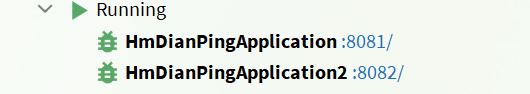 Running
HmDianPingApplication :8081/
HmDianPingApplication2 :8082/